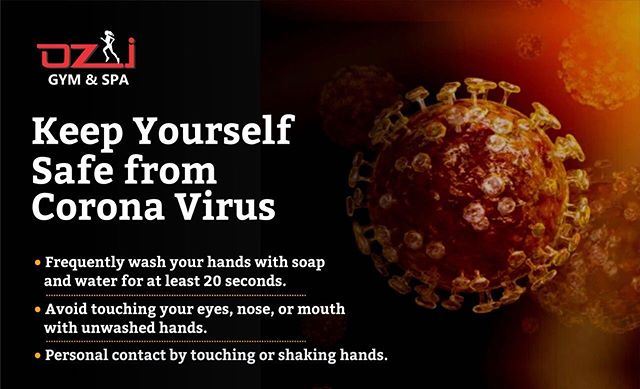 OZi
GYM & SPA
Keep Yourself
Safe from
Corona Virus
• Frequently wash your hands with soap
and water for at least 20 seconds.
• Avoid touching your eyes, nose, or mouth
with unwashed hands.
• Personal contact by touching or shaking hands.